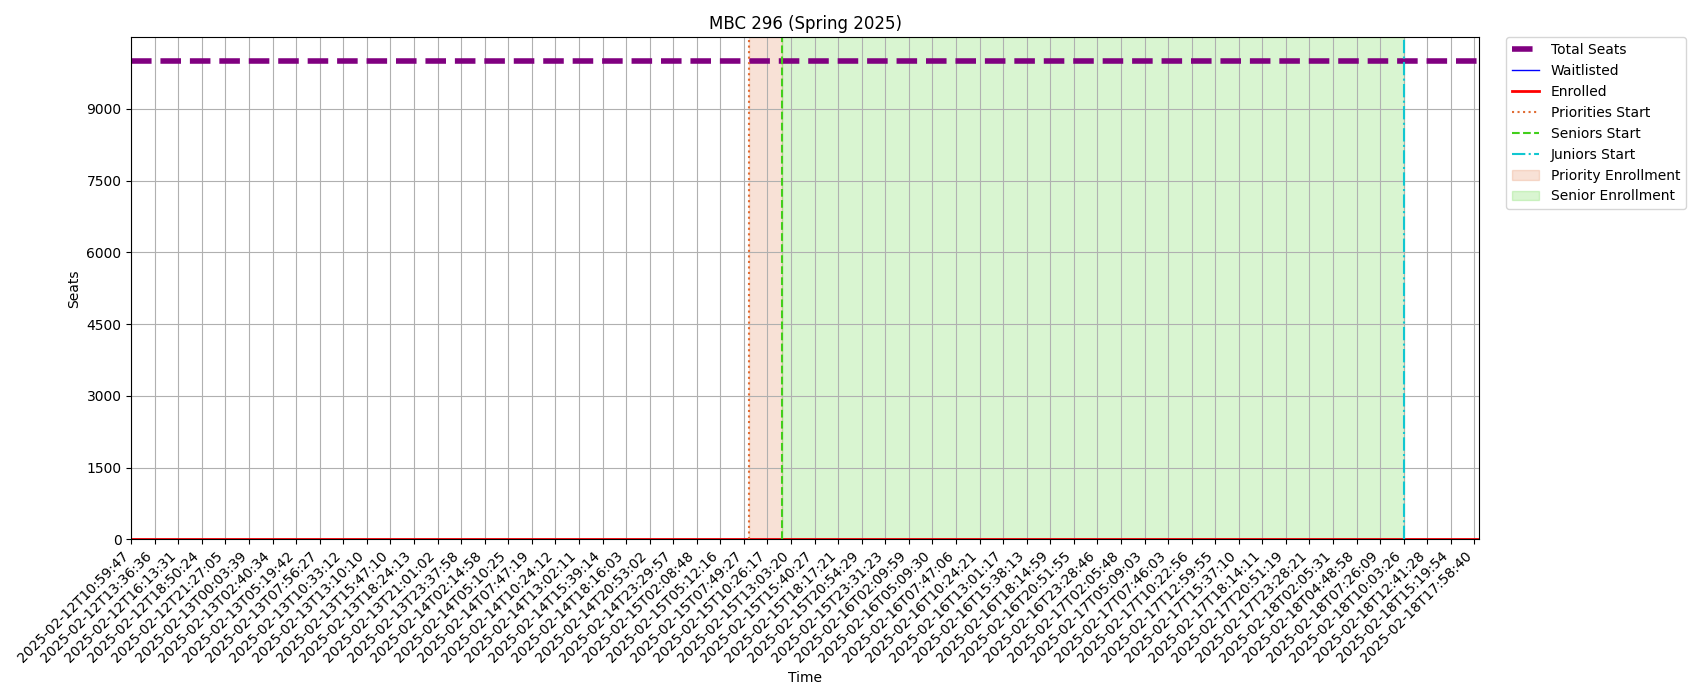 MBC 296 (Spring 2025)
Total Seats
Waitlisted
Enrolled
Priorities Start
Seniors Start
Juniors Start
Priority Enrollment
Senior Enrollment
Seats
9000
7500
6000
4500
3000
1500
0
2025-02-12T10:59:47
2025-02-12T13:36:36
2025-02-12T16:13:31
2025-02-12T18:50:24
2025-02-12T21:27:05
2025-02-13T00:03:39
2025-02-13T02:40:34
2025-02-13T05:19:42
2025-02-13T07:56:27
2025-02-13T10:33:12
2025-02-13T13:10:10
2025-02-13T15:47:10
2025-02-13T18:24:13
2025-02-13T21:01:02
2025-02-13T23:37:58
2025-02-14T02:14:58
2025-02-14T05:10:25
2025-02-14T07:47:19
2025-02-14T10:24:12
2025-02-14T13:02:11
2025-02-14T15:39:14
2025-02-14T18:16:03
2025-02-14T20:53:02
2025-02-14T23:29:57
2025-02-15T02:08:48
2025-02-15T05:12:16
2025-02-15T07:49:27
2025-02-15T10:26:17
2025-02-15T13:03:20
2025-02-15T15:40:27
2025-02-15T18:17:21
2025-02-15T20:54:29
2025-02-15T23:31:23
2025-02-16T02:09:59
2025-02-16T05:09:30
2025-02-16T07:47:06
2025-02-16T10:24:21
2025-02-16T13:01:17
2025-02-16T15:38:13
2025-02-16T18:14:59
2025-02-16T20:51:55
2025-02-16T23:28:46
2025-02-17T02:05:48
2025-02-17T05:09:03
2025-02-17T07:46:03
2025-02-17T10:22:56
2025-02-17T12:59:55
2025-02-17T15:37:10
2025-02-17T18:14:11
2025-02-17T20:51:19
2025-02-17T23:28:21
2025-02-18T02:05:31
2025-02-18T04:48:58
2025-02-18T07:26:09
2025-02-18T10:03:26
2025-02-18T12:41:28
2025-02-18T15:19:54
2025-02-18T17:58:40
Time